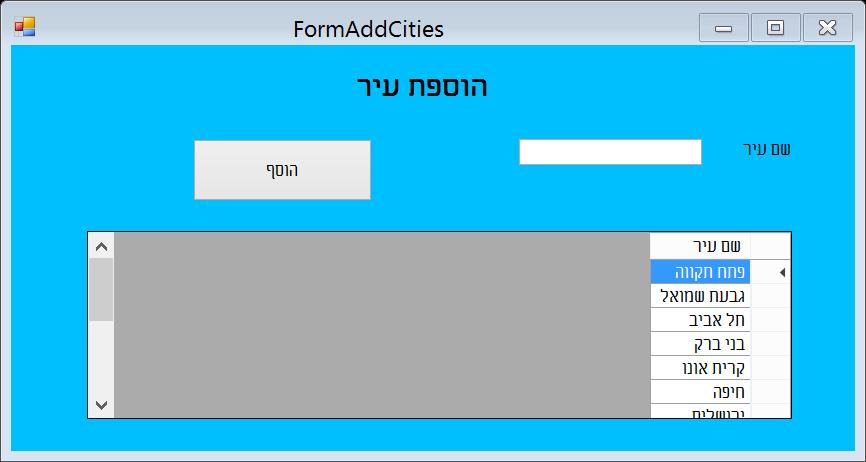 FormAddCities
הוספת עיר
שם עיר
הוסף
שם עיר
פתח תקווה
גבעת שמואל
תל אביב
בני ברק
קרית אונו
חיפה
ירושלים